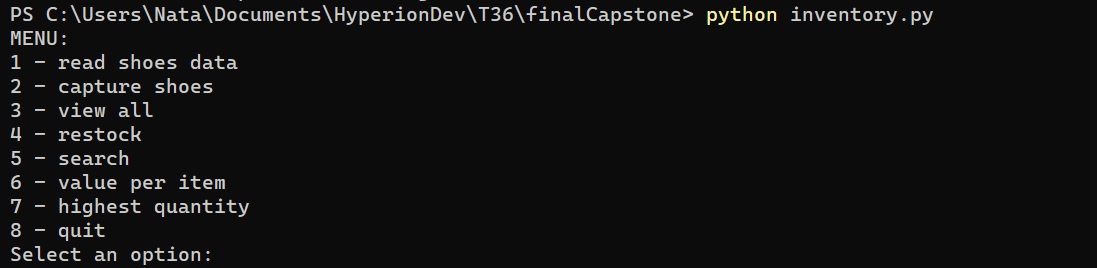 PS C:\Users\Nata\Documents\HyperionDev\T36\finalCapstone> python inventory.py
MENU:
1 - read shoes data
2 - capture shoes
3 - view all
4 - restock
5 - search
6 - value per item
7 - highest quantity
8 - quit
Select an option: